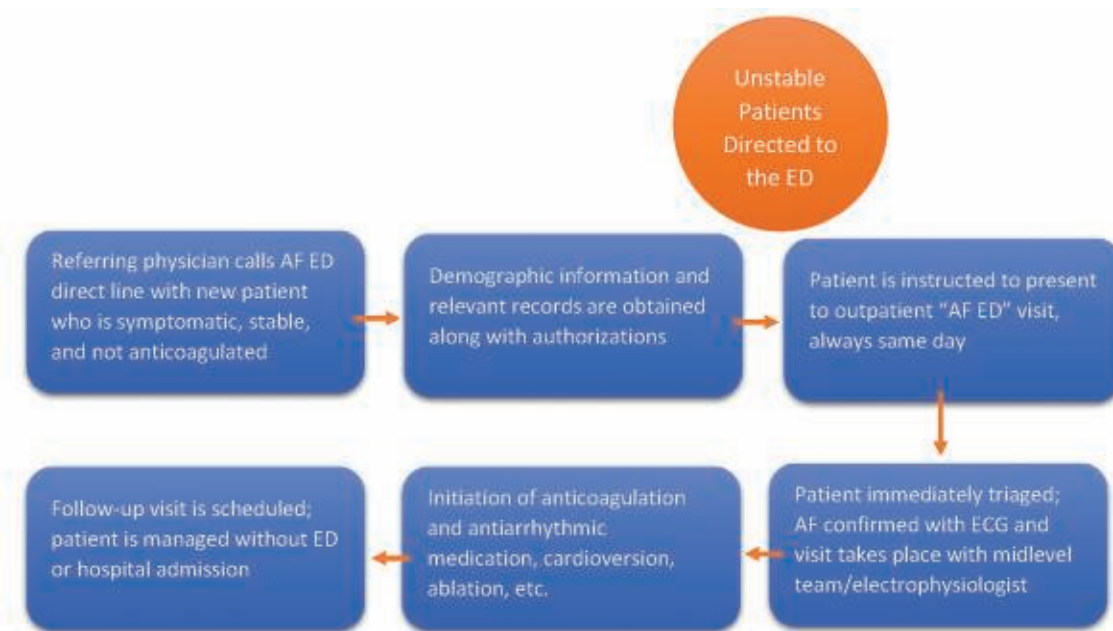 Unstable
Patients
Directed to
the ED
Referring physician calls AF ED
direct line with new patient
who is symptomatic, stable,
and not anticoagulated
Demographic information and
relevant records are obtained
along with authorizations
Patient is instructed to present
to outpatient “AF ED” visit,
always same day
Patient immediately triaged;
AF confirmed with ECG and
visit takes place with midlevel
team/electrophysiologist
Initiation of anticoagulation
and antiarrhythmic
medication, cardioversion,
ablation, etc.
Follow-up visit is scheduled;
patient is managed without ED
or hospital admission